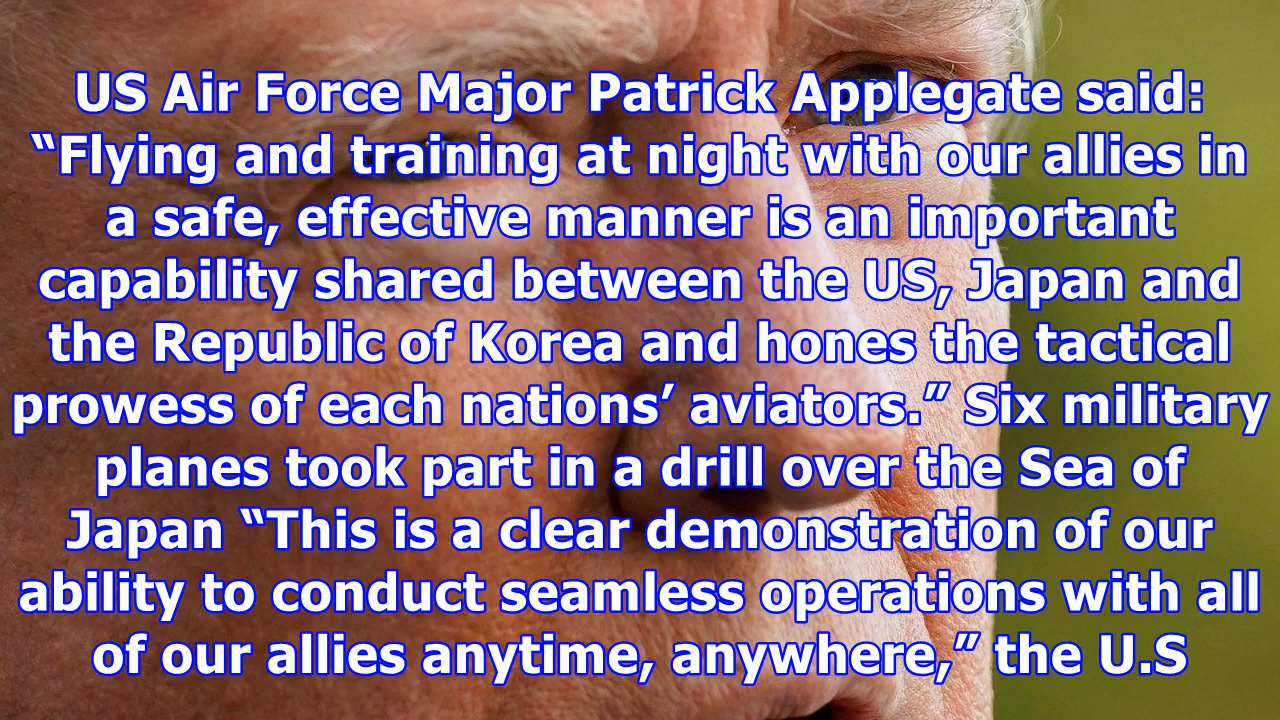 US Air Force Major Patrick Applegate said:
“Flying and training at night with our allies in
a safe, effective manner is an important
capability shared between the US, Japan and
the Republic of Korea and hones the tactical
prowess of each nations’ aviators.” Six military
planes took part in a drill over the Sea of
Japan “This is a clear demonstration of our
ability to conduct seamless operations with all
of our allies anytime, anywhere,” the U.S